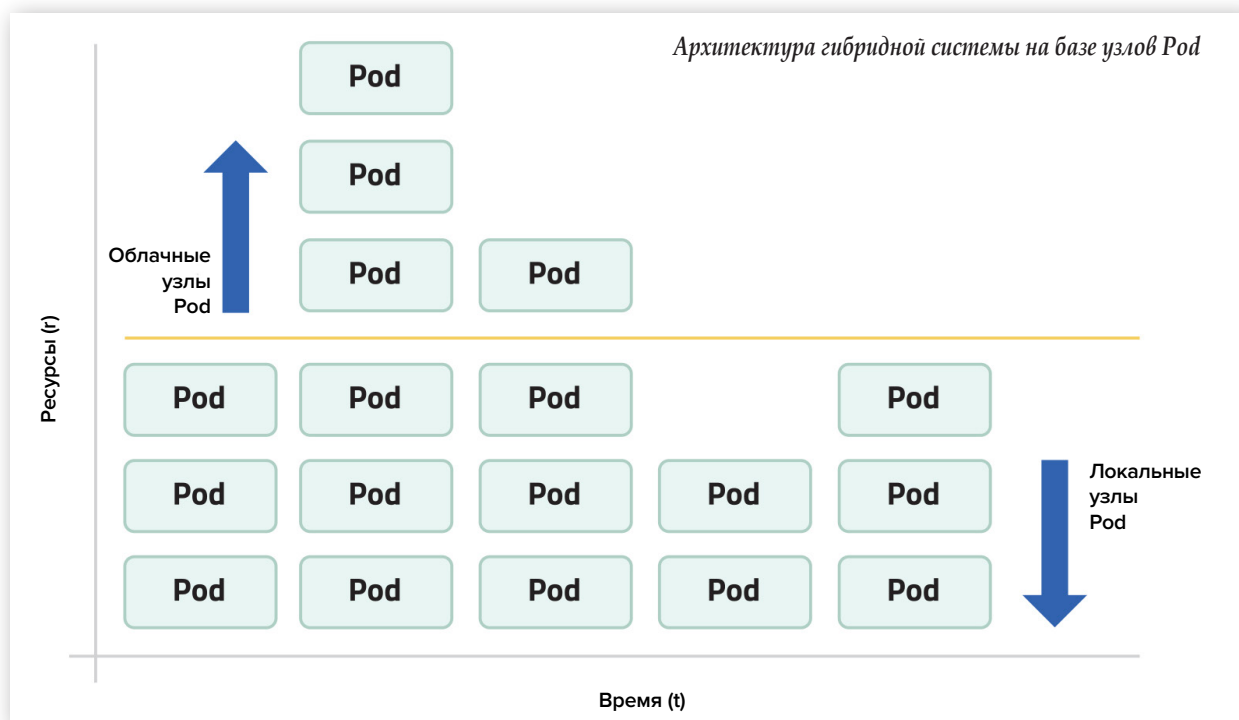 Архитектура гибридной системы на базе узлов Pod
Pod
Pod
Облачные
узлы
Pod
Pod Pod
Ресурсы (r)
Pod Pod Pod Pod
Pod Pod Pod Pod Pod
Локальные
узлы
Pod
Pod Pod Pod Pod Pod
Время (t)